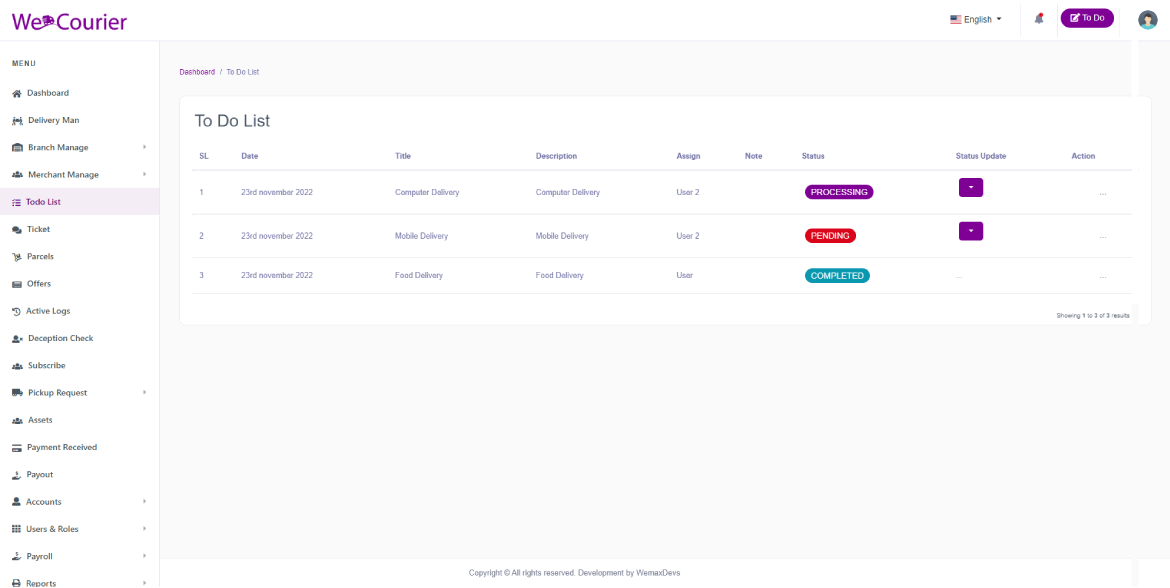 We Courier
English
To Do
MENU
Dashboard
Delivery Man
Branch Manage
Merchant Manage
Todo List
Ticket
Parcels
Offers
Active Logs
Deception Check
Subscribe
Pickup Request
Assets
Payment Received
Payout
Accounts
Users & Roles
Payroll
Reports
Dashboard / To Do List
To Do List
SL Date Title Description Assign Note Status Status Update Action
1 23rd november 2022 Computer Delivery Computer Delivery User 2 PROCESSING ...
2 23rd november 2022 Mobile Delivery Mobile Delivery User 2 PENDING ...
3 23rd november 2022 Food Delivery Food Delivery User COMPLETED ... ...
Showing 1 to 3 of 3 results
Copyright © All rights reserved. Development by WemaxDevs